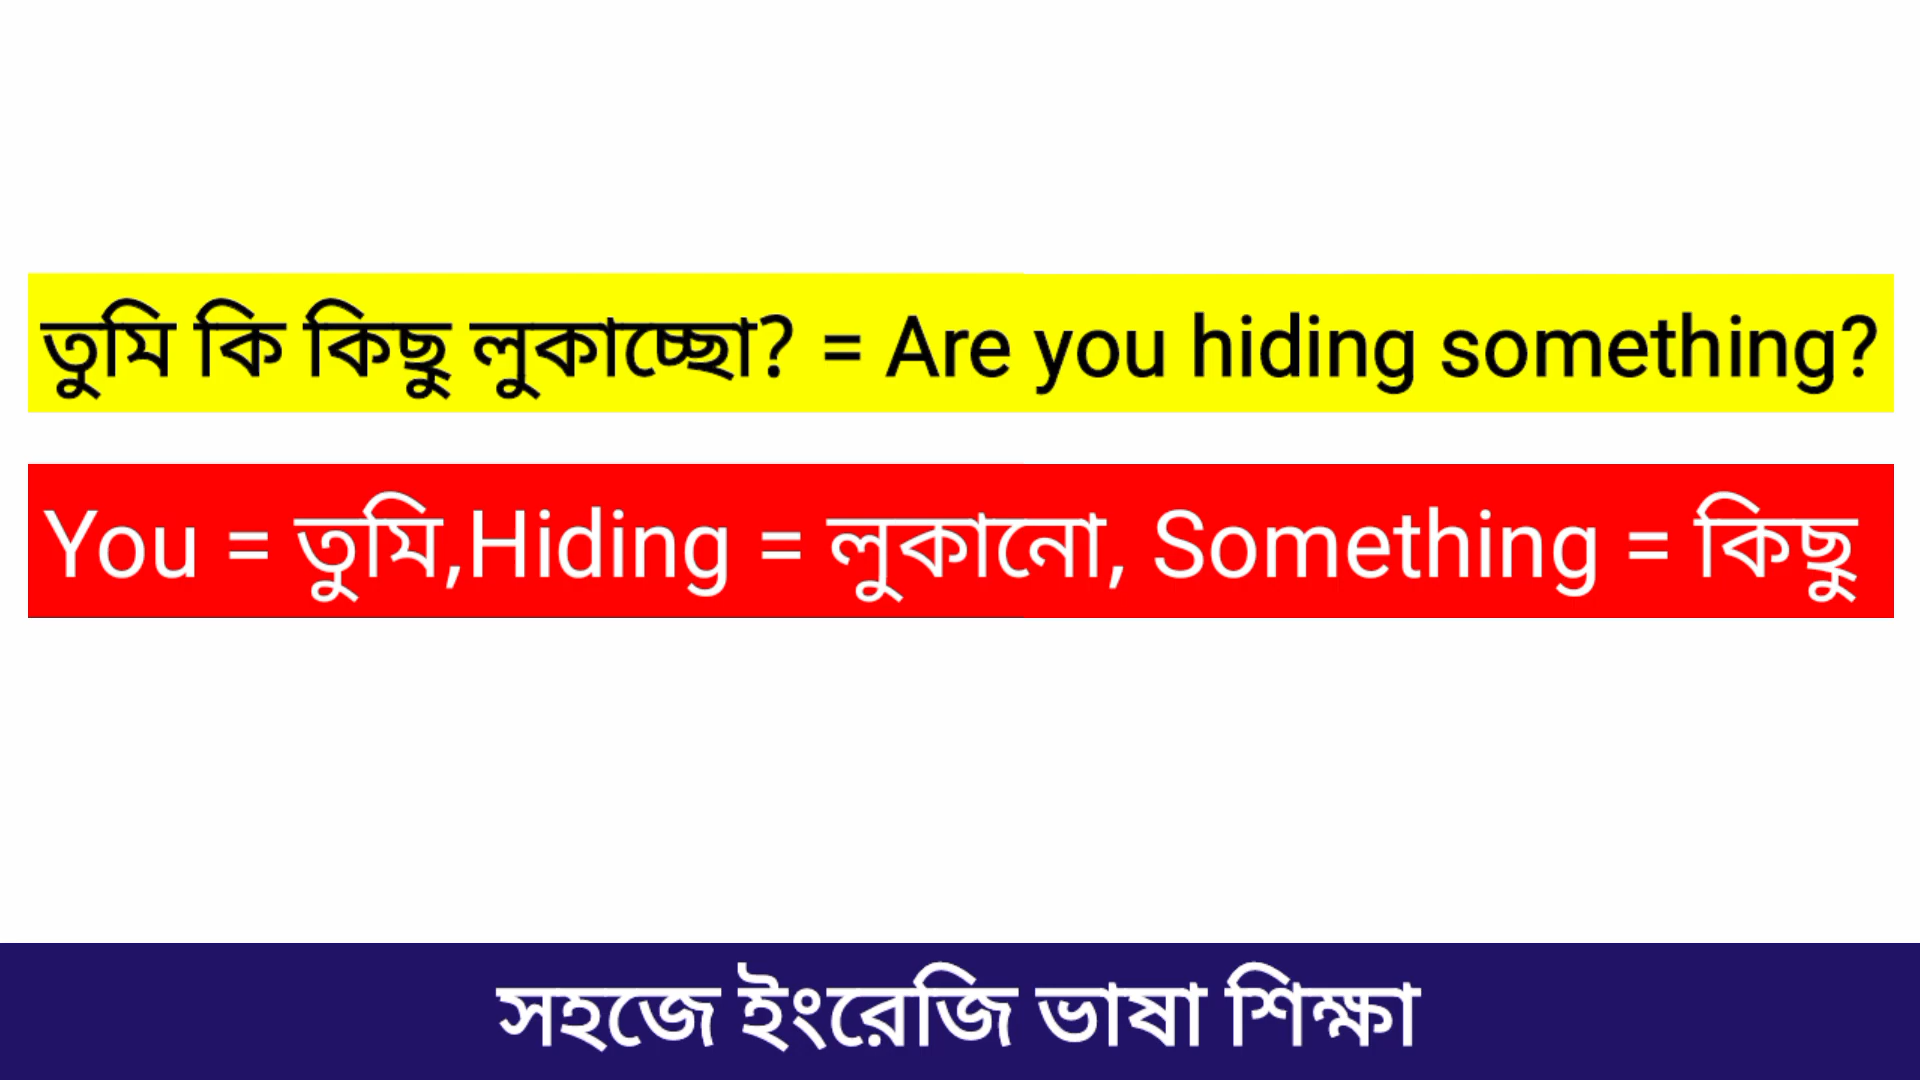 তুমি কি কিছু লুকাচ্ছো? = Are you hiding something?
You = তুমি,Hiding = লুকানো, Something = কিছু
সহজে ইংরেজি ভাষা শিক্ষা